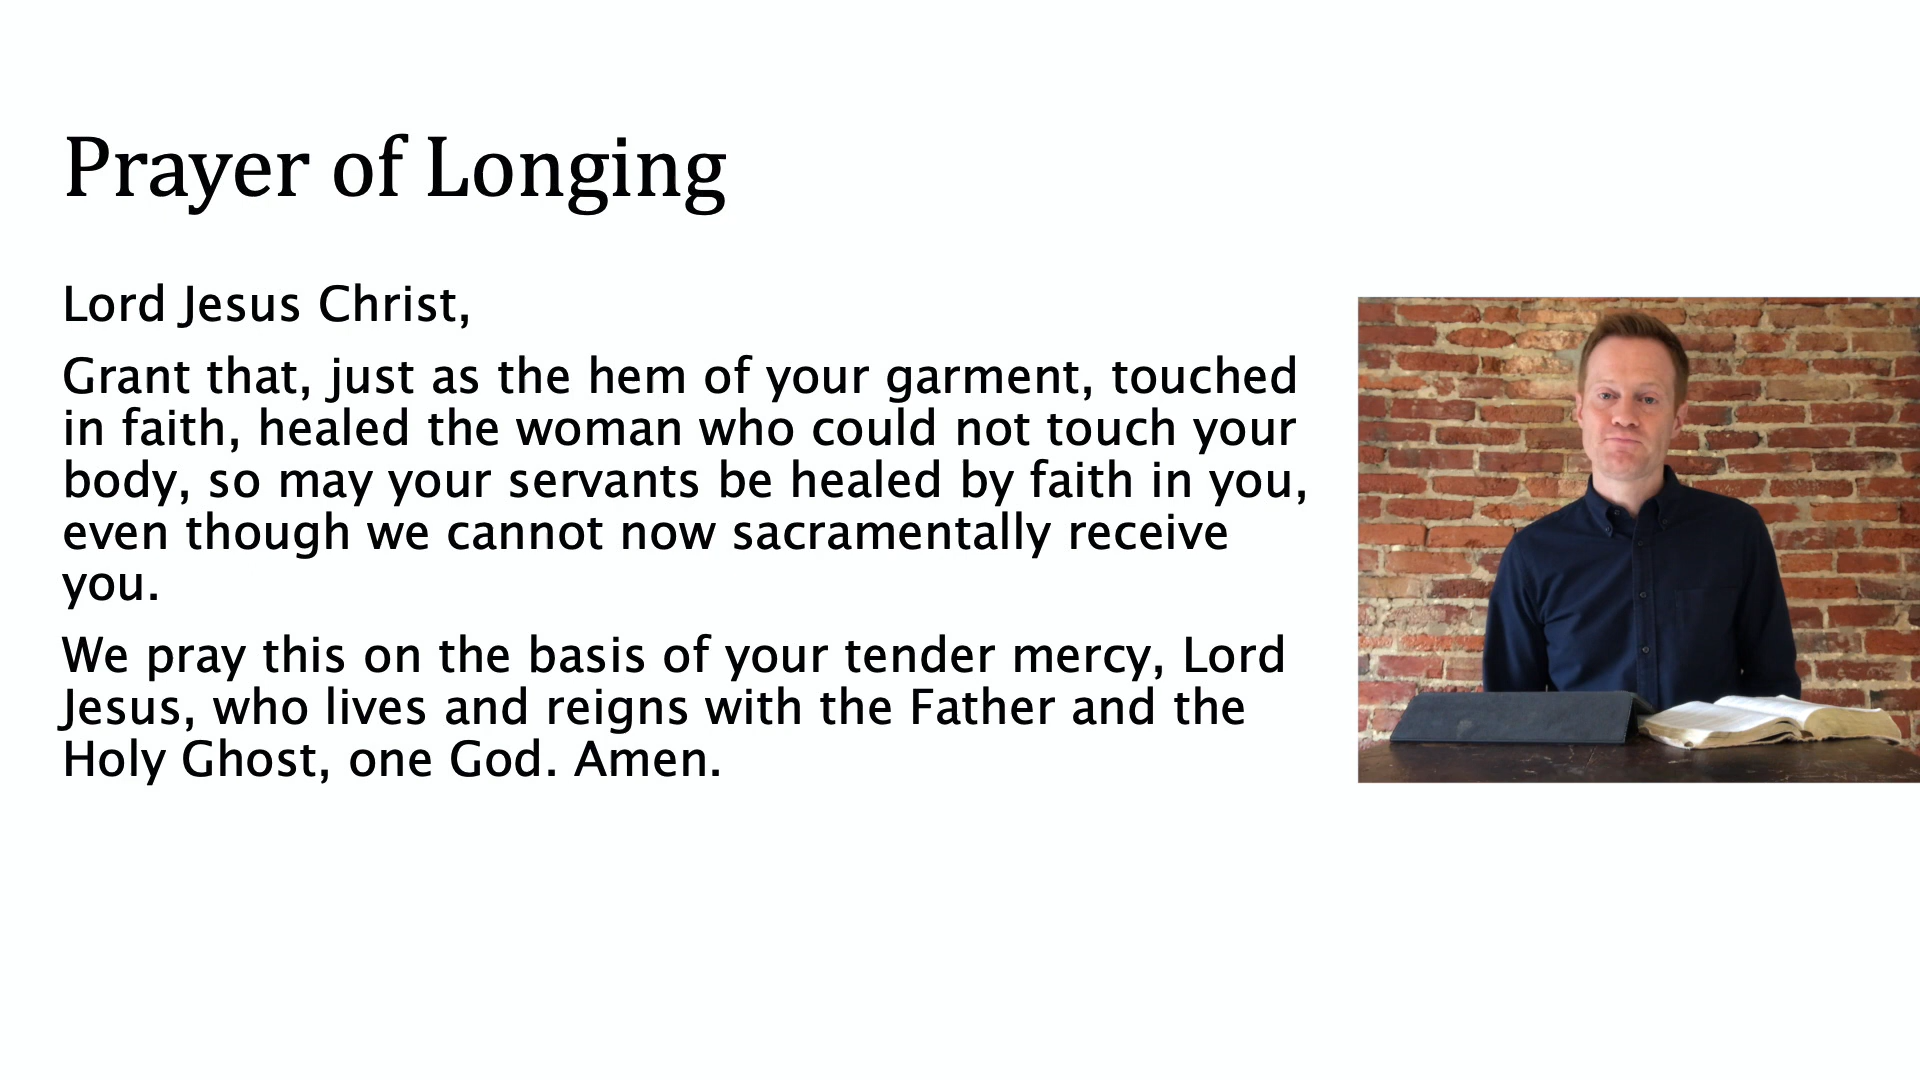 Prayer of Longing
Lord Jesus Christ,
Grant that, just as the hem of your garment, touched
in faith, healed the woman who could not touch your
body, so may your servants be healed by faith in you,
even though we cannot now sacramentally receive
you.
We pray this on the basis of your tender mercy, Lord
Jesus, who lives and reigns with the Father and the
Holy Ghost, one God. Amen.